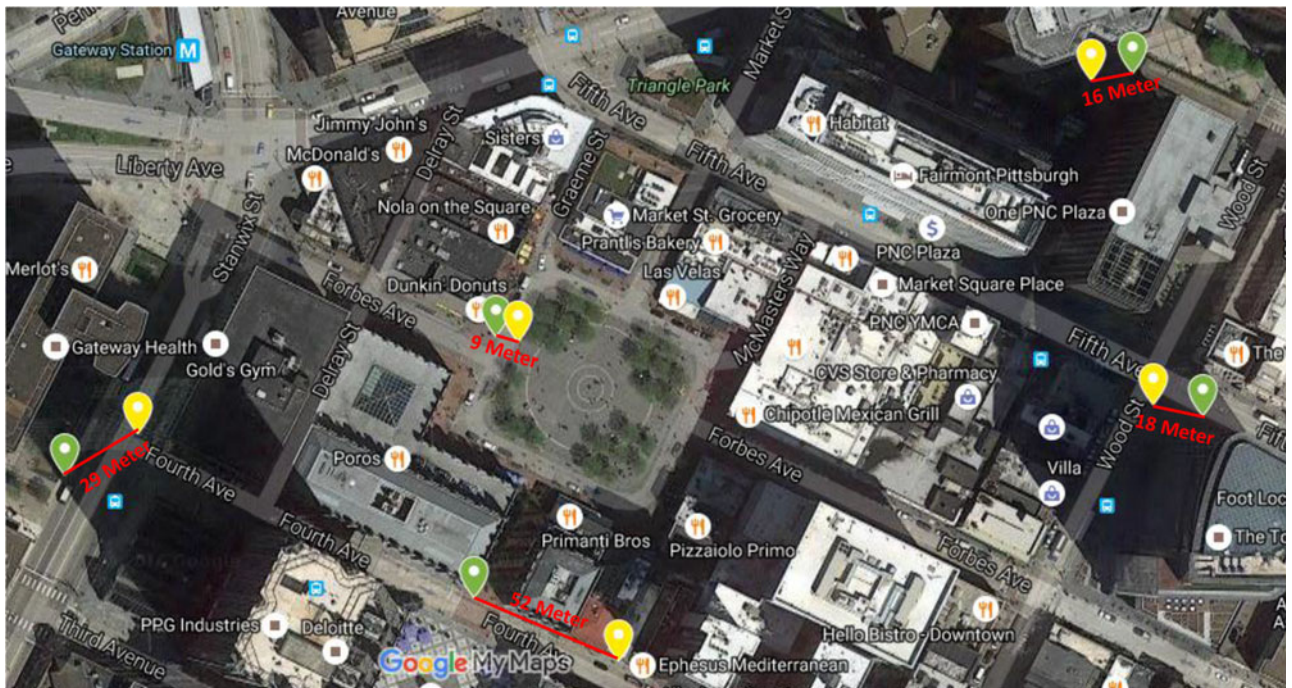 Avenue
Market S
Gateway Station
M
Triangle Park
16 Meter
Jimmy John's
Sisters
Fifth Ave
Habitat
McDonald's
Delray St
Liberty Ave
Graeme St
Fifth Ave
Fairmont Pittsburgh
Wood St
Stanwix St
Nola on the Square
Market St. Grocery
One PNC Plaza
Prantl's Bakery
PNC Plaza
Merlot's
Las Velas
McMasters Way
Market Square Place
Dunkin' Donuts
Forbes Ave
PNC YMCA
Fifth Ave
Gateway Health
9 Meter
The
Gold's Gym
Delray St
CVS Store & Pharmacy
Chipotle Mexican Grill
18 Meter
Wood St
Fift
29 Meter
Fourth Ave
Poros
Forbes Ave
Villa
Foot Loc
Fourth Ave
Primanti Bros
Pizzaiolo Primo
The To
Forbes Ave
52 Meter
Third Avenue
PPG Industries
Deloitte
Fourth Av
Hello Bistro - Downtown
Google My Maps
Ephesus Mediterranean